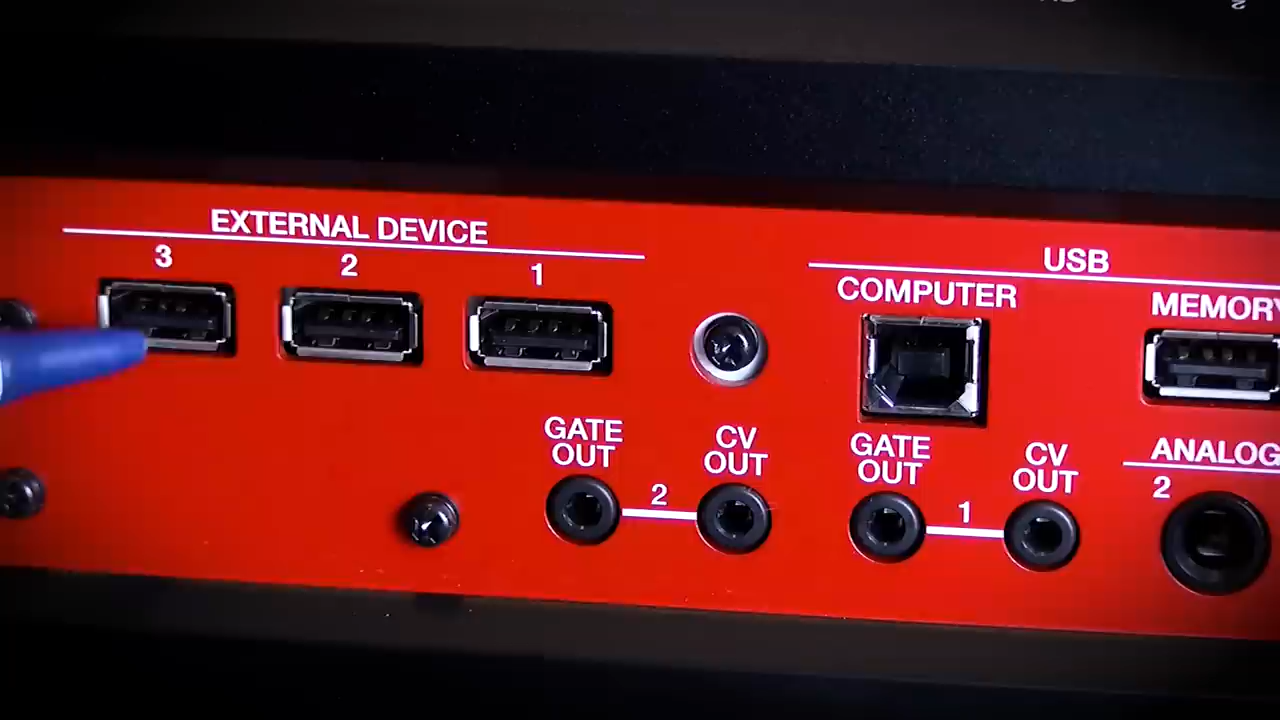 EXTERNAL DEVICE
3 2 1
USB
COMPUTER
MEMORY
GATE OUT
CV OUT
2
GATE OUT
CV OUT
1
ANALOG
2